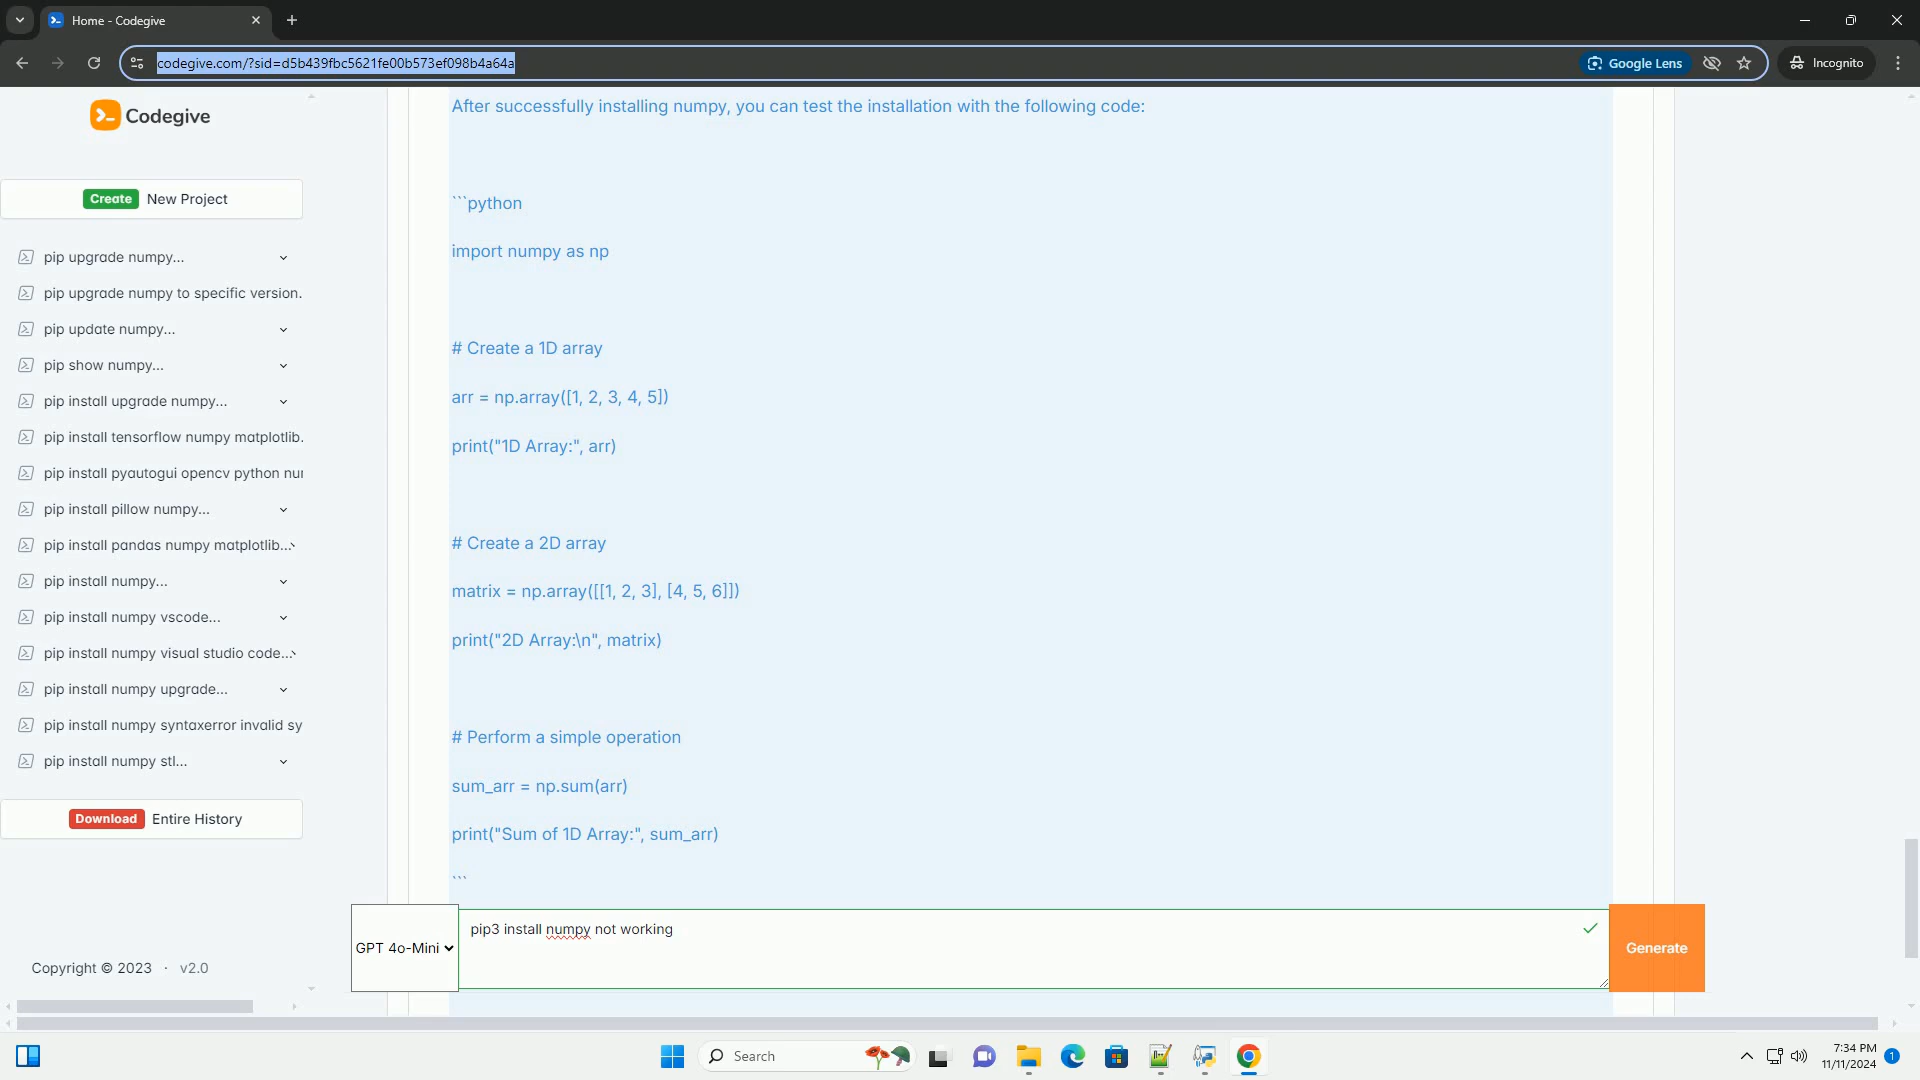 Home - Codegive
codegive.com/?sid=d5b439fbc5621fe00b573ef098b4a64a
Google Lens
Incognito
Codegive
Create New Project
pip upgrade numpy...
pip upgrade numpy to specific version.
pip update numpy...
pip show numpy...
pip install upgrade numpy...
pip install tensorflow numpy matplotlib.
pip install pyautogui opencv python nur
pip install pillow numpy...
pip install pandas numpy matplotlib...
pip install numpy...
pip install numpy vscode...
pip install numpy visual studio code...
pip install numpy upgrade...
pip install numpy syntaxerror invalid sy
pip install numpy stl...
Download Entire History
Copyright © 2023 · v2.0
After successfully installing numpy, you can test the installation with the following code:
```python
import numpy as np
# Create a 1D array
arr = np.array([1, 2, 3, 4, 5])
print("1D Array:", arr)
# Create a 2D array
matrix = np.array([[1, 2, 3], [4, 5, 6]])
print("2D Array:\n", matrix)
# Perform a simple operation
sum_arr = np.sum(arr)
print("Sum of 1D Array:", sum_arr)
```
GPT 4o-Mini
pip3 install numpy not working
Generate
Search
7:34 PM
11/11/2024
1